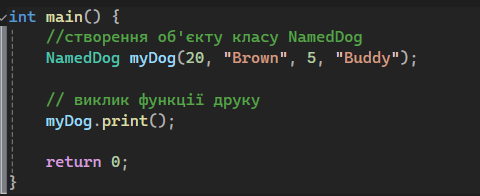 int main() {
//створення об'єкту класу NamedDog
NamedDog myDog(20, "Brown", 5, "Buddy");
// виклик функції друку
myDog.print();
return 0;
}